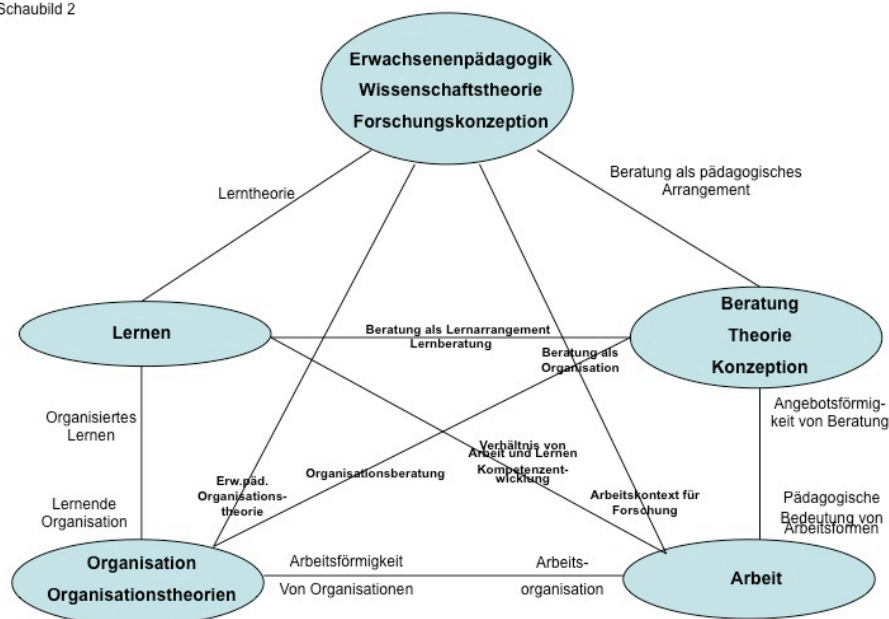 Schaubild 2
Erwachsenenpädagogik
Wissenschaftstheorie
Forschungskonzeption
Lerntheorie
Beratung als pädagogisches
Arrangement
Lernen
Beratung als Lernarrangement
Lernberatung
Beratung als
Organisation
Beratung
Theorie
Konzeption
Organisiertes
Lernen
Angebotsförmig-
keit von Beratung
Verhältnis von
Arbeit und Lernen
Kompetenzent-
wicklung
Organisationsberatung
Erw.päd.
Organisations-
theorie
Arbeitskontext für
Forschung
Lernende
Organisation
Pädagogische
Bedeutung von
Arbeitsformen
Organisation
Organisationstheorien
Arbeitsförmigkeit
Von Organisationen
Arbeits-
organisation
Arbeit